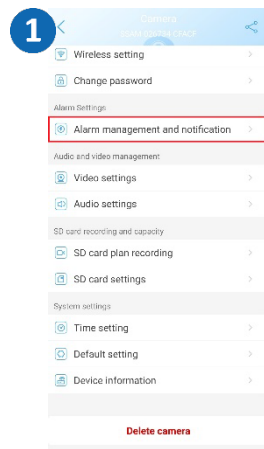 1
Camera
Wireless setting
Change password
Alarm Settings
Alarm management and notification
Audio and video management
Video settings
Audio settings
SD card recording and capacity
SD card plan recording
SD card settings
System settings
Time setting
Default setting
Device information
Delete camera